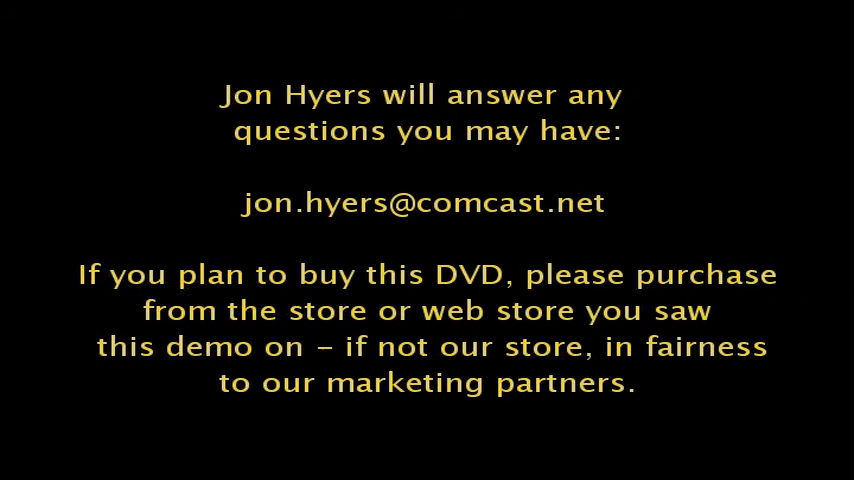 Jon Hyers will answer any
questions you may have:
jon.hyers@comcast.net
If you plan to buy this DVD, please purchase
from the store or web store you saw
this demo on – if not our store, in fairness
to our marketing partners.